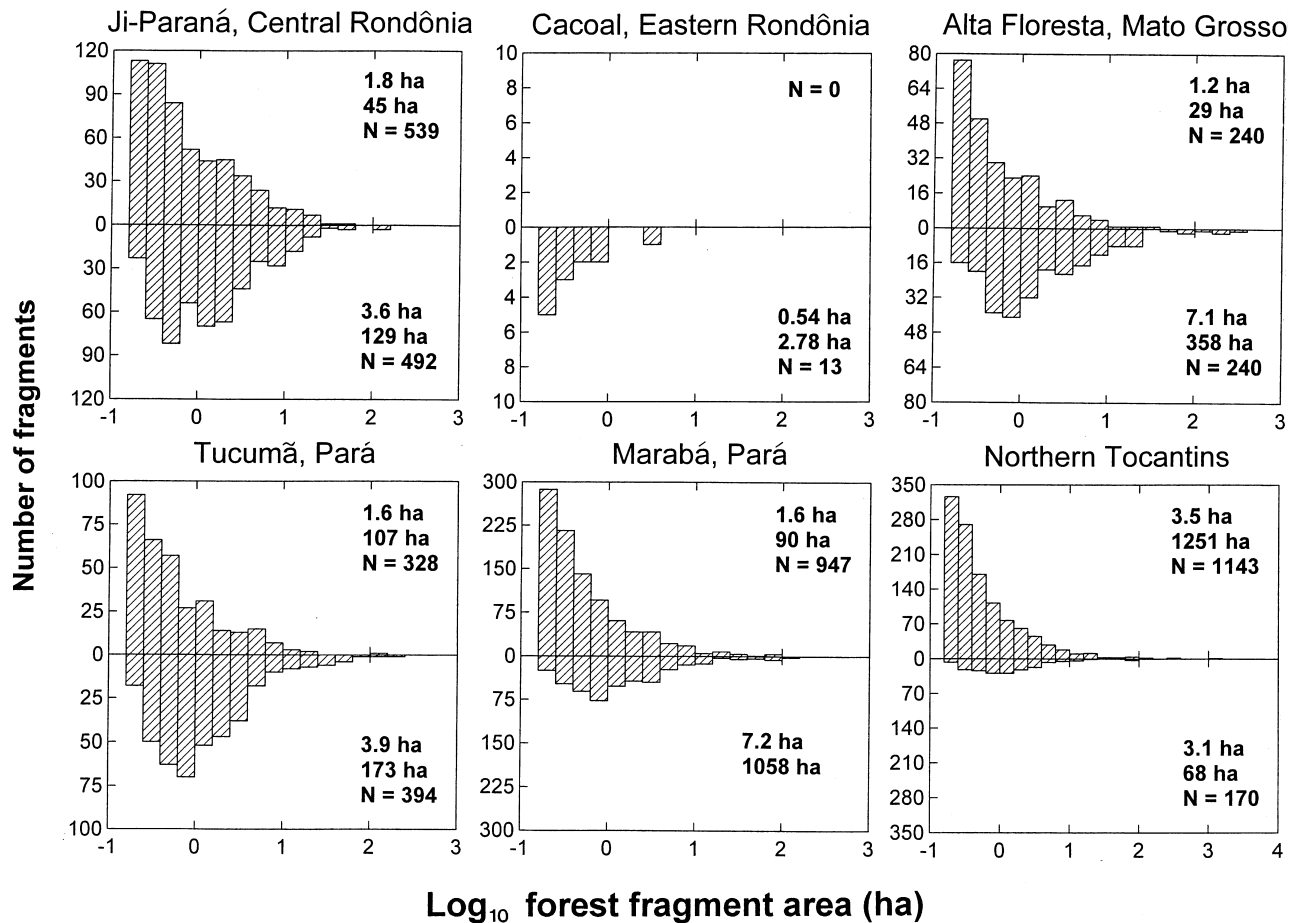 Ji-Paraná, Central Rondônia
120
90
60
30
0
30
60
90
120
-1 0 1 2 3
1.8 ha
45 ha
N = 539
3.6 ha
129 ha
N = 492
Cacoal, Eastern Rondônia
10
8
6
4
2
0
2
4
6
8
10
-1 0 1 2 3
N = 0
0.54 ha
2.78 ha
N = 13
Alta Floresta, Mato Grosso
80
64
48
32
16
0
16
32
48
64
80
-1 0 1 2 3
1.2 ha
29 ha
N = 240
7.1 ha
358 ha
N = 240
Tucumã, Pará
100
75
50
25
0
25
50
75
100
-1 0 1 2 3
1.6 ha
107 ha
N = 328
3.9 ha
173 ha
N = 394
Marabá, Pará
300
225
150
75
0
75
150
225
300
-1 0 1 2 3
1.6 ha
90 ha
N = 947
7.2 ha
1058 ha
Northern Tocantins
350
280
210
140
70
0
70
140
210
280
350
-1 0 1 2 3 4
3.5 ha
1251 ha
N = 1143
3.1 ha
68 ha
N = 170
Number of fragments
Log₁₀ forest fragment area (ha)